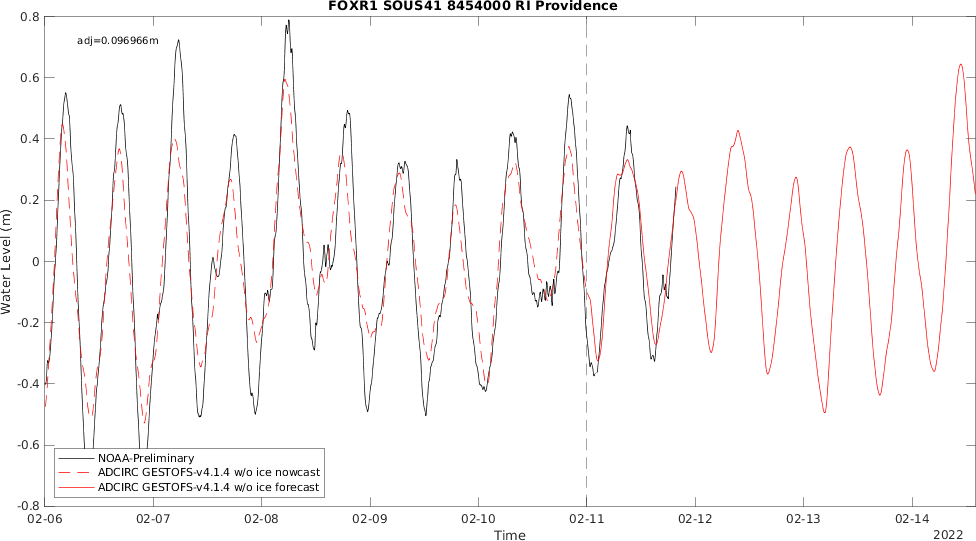 FOXR1 SOUS41 8454000 RI Providence
adj=0.096966m
0.8
0.6
0.4
0.2
0
-0.2
-0.4
-0.6
-0.8
Water Level (m)
NOAA-Preliminary
ADCIRC GESTOFS-v4.1.4 w/o ice nowcast
ADCIRC GESTOFS-v4.1.4 w/o ice forecast
02-06 02-07 02-08 02-09 02-10 02-11 02-12 02-13 02-14
Time
2022